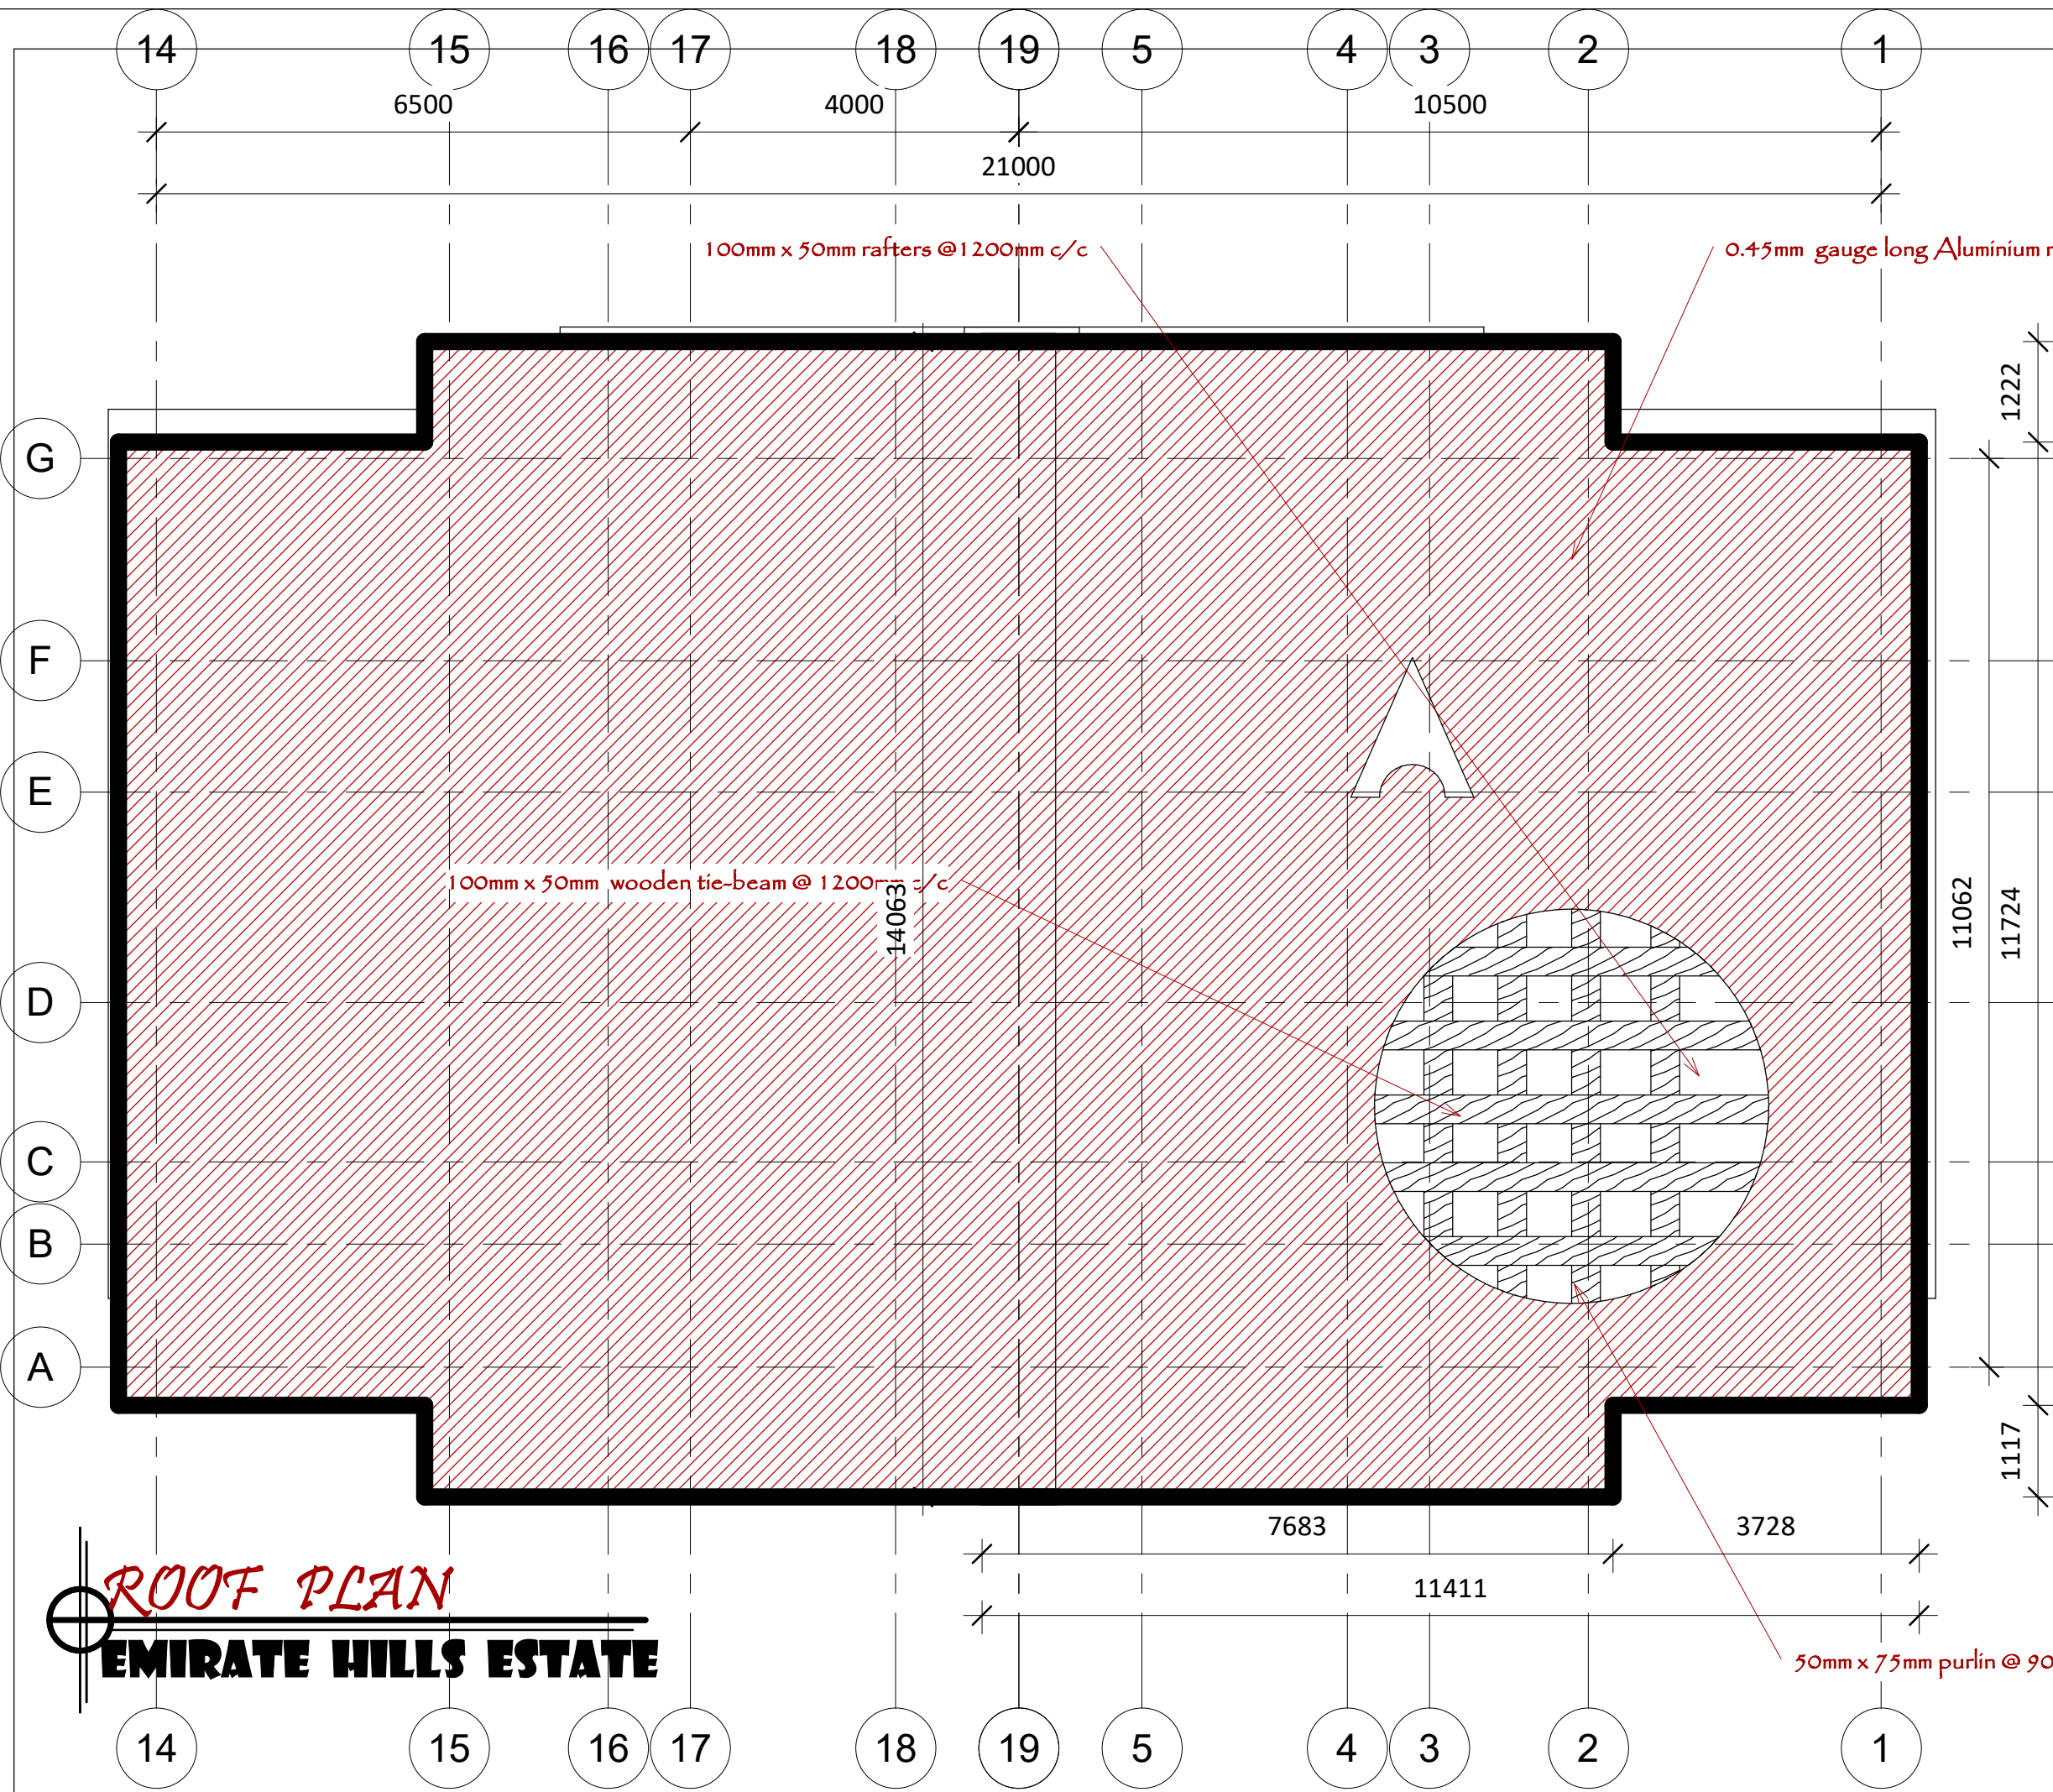 14 15 16 17 18 19 5 4 3 2 1
6500 4000 10500
21000
100mm x 50mm rafters @1200mm c/c
0.45mm gauge long Aluminium
1222
G
F
E
100mm x 50mm wooden tie-beam @ 1200mm c/c
14063
11062
11724
D
C
B
A
1117
7683 3728
11411
ROOF PLAN
EMIRATE HILLS ESTATE
50mm x 75mm purlin @ 90
14 15 16 17 18 19 5 4 3 2 1